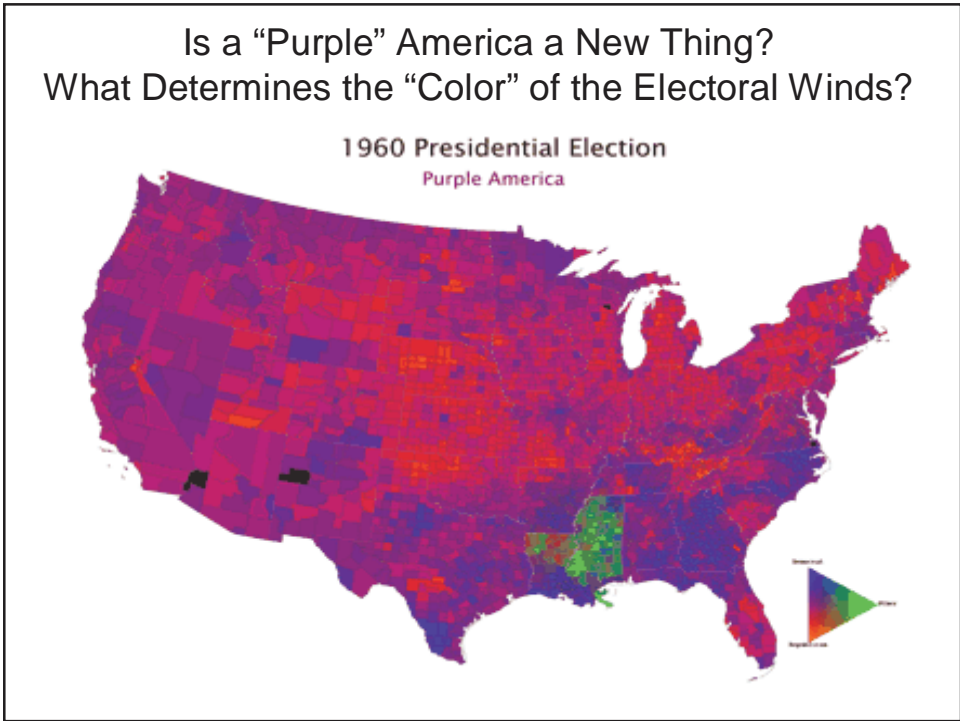 Is a “Purple” America a New Thing?
What Determines the “Color” of the Electoral Winds?
1960 Presidential Election
Purple America